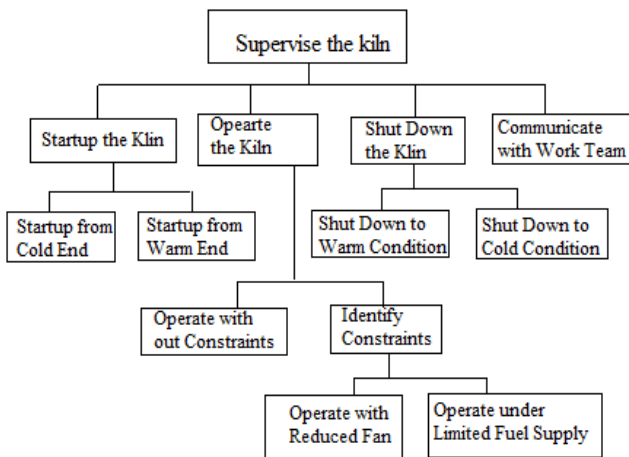 Supervise the kiln
Startup the Klin
Opearte
the Kiln
Shut Down
the Klin
Communicate
with Work Team
Startup from
Cold End
Startup from
Warm End
Shut Down to
Warm Condition
Shut Down to
Cold Condition
Operate with
out Constraints
Identify
Constraints
Operate with
Reduced Fan
Operate under
Limited Fuel Supply